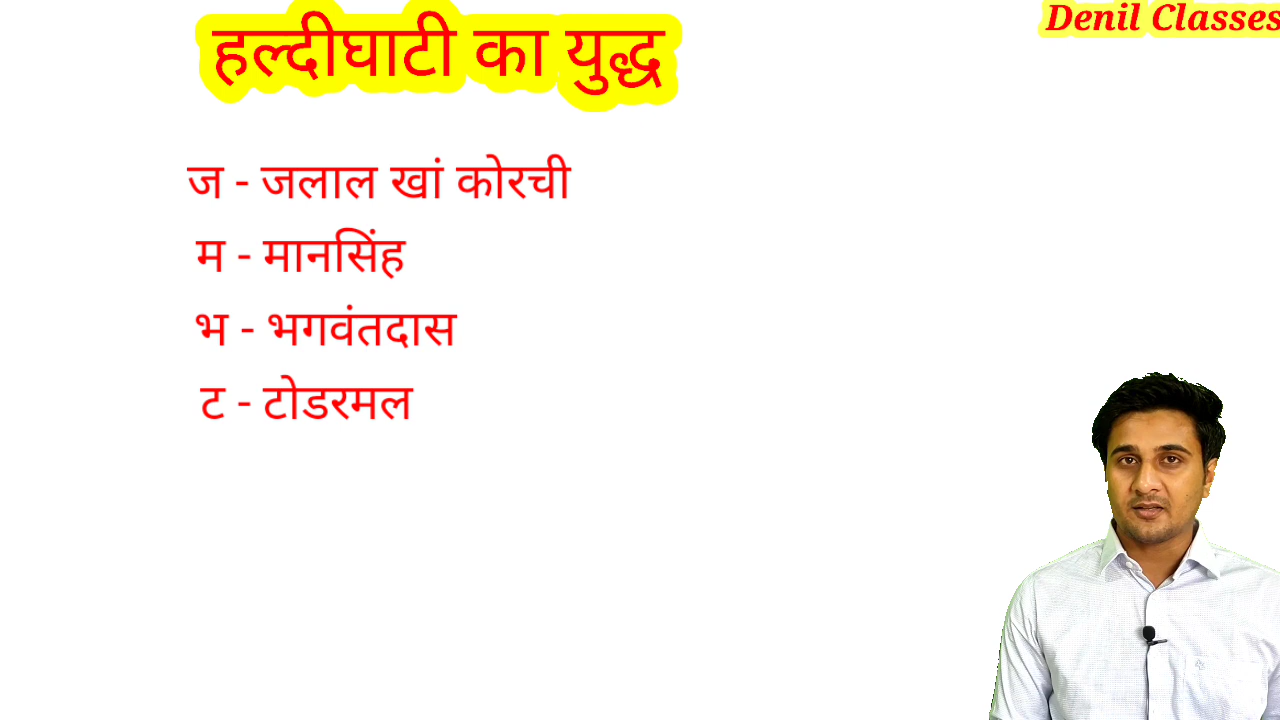 हल्दीघाटी का युद्ध
Denil Classes
ज - जलाल खां कोरची
म - मानसिंह
भ - भगवंतदास
ट - टोडरमल